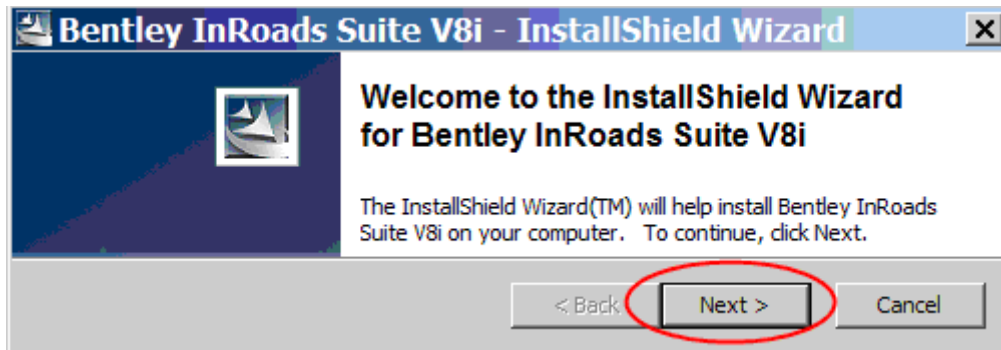 Bentley InRoads Suite V8i - InstallShield Wizard
Welcome to the InstallShield Wizard
for Bentley InRoads Suite V8i
The InstallShield Wizard(TM) will help install Bentley InRoads
Suite V8i on your computer.   To continue, click Next.
< Back Next > Cancel